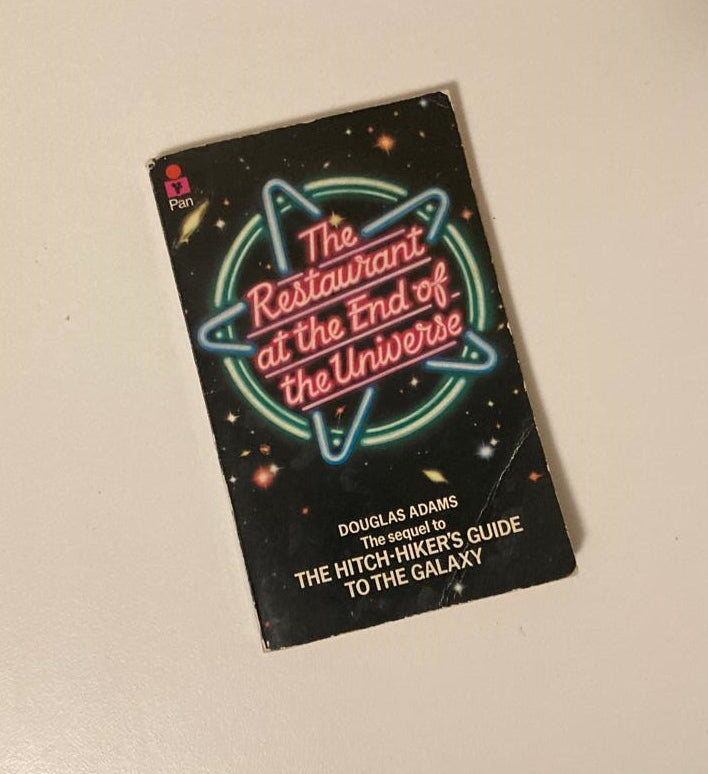 Pan
The
Restaurant
at the End of
the Universe
DOUGLAS ADAMS
The sequel to
THE HITCH-HIKER'S GUIDE
TO THE GALAXY